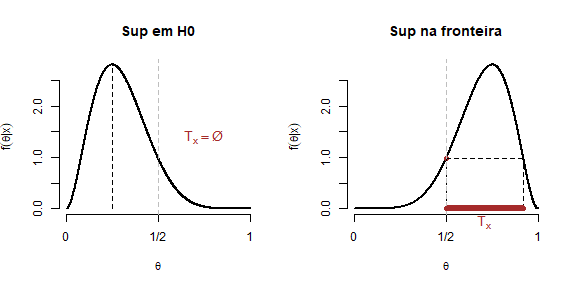 Sup em H0
f(θ|x)
2.0
1.0
0.0
Tx = Ø
0
1/2
1
θ
Sup na fronteira
f(θ|x)
2.0
1.0
0.0
Tx
0
1/2
1
θ